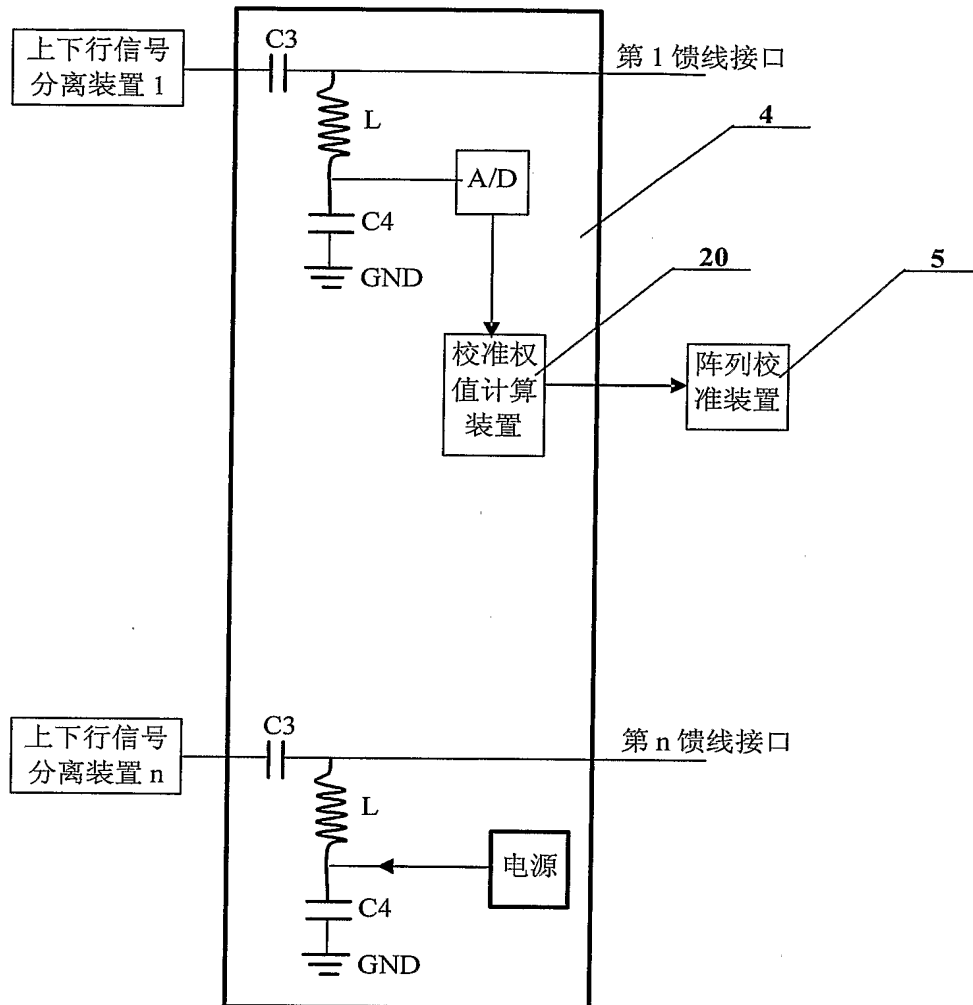 上下行信号
分离装置 1
C3
第 1 馈线接口
L
4
A/D
C4
GND
20
5
校准权
值计算
装置
阵列校
准装置
上下行信号
分离装置 n
C3
第 n 馈线接口
L
电源
C4
GND